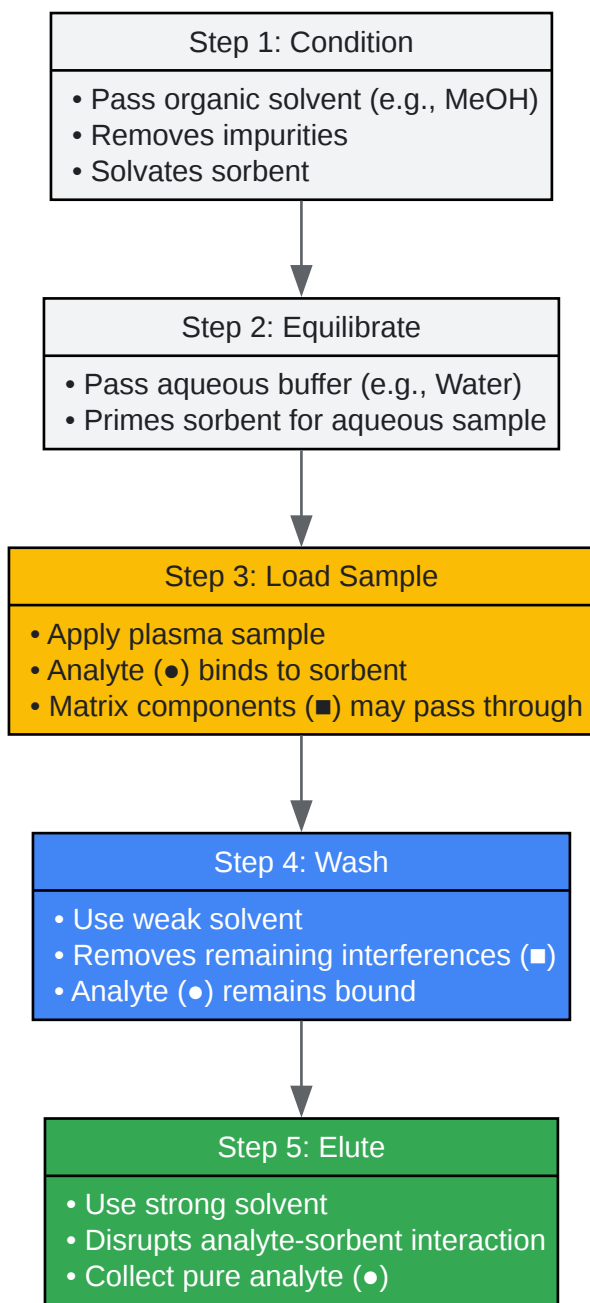 Step 1: Condition
• Pass organic solvent (e.g., MeOH)
• Removes impurities
• Solvates sorbent
Step 2: Equilibrate
• Pass aqueous buffer (e.g., Water)
• Primes sorbent for aqueous sample
Step 3: Load Sample
• Apply plasma sample
• Analyte (●) binds to sorbent
• Matrix components (■) may pass through
Step 4: Wash
• Use weak solvent
• Removes remaining interferences (■)
• Analyte (●) remains bound
Step 5: Elute
• Use strong solvent
• Disrupts analyte-sorbent interaction
• Collect pure analyte (●)